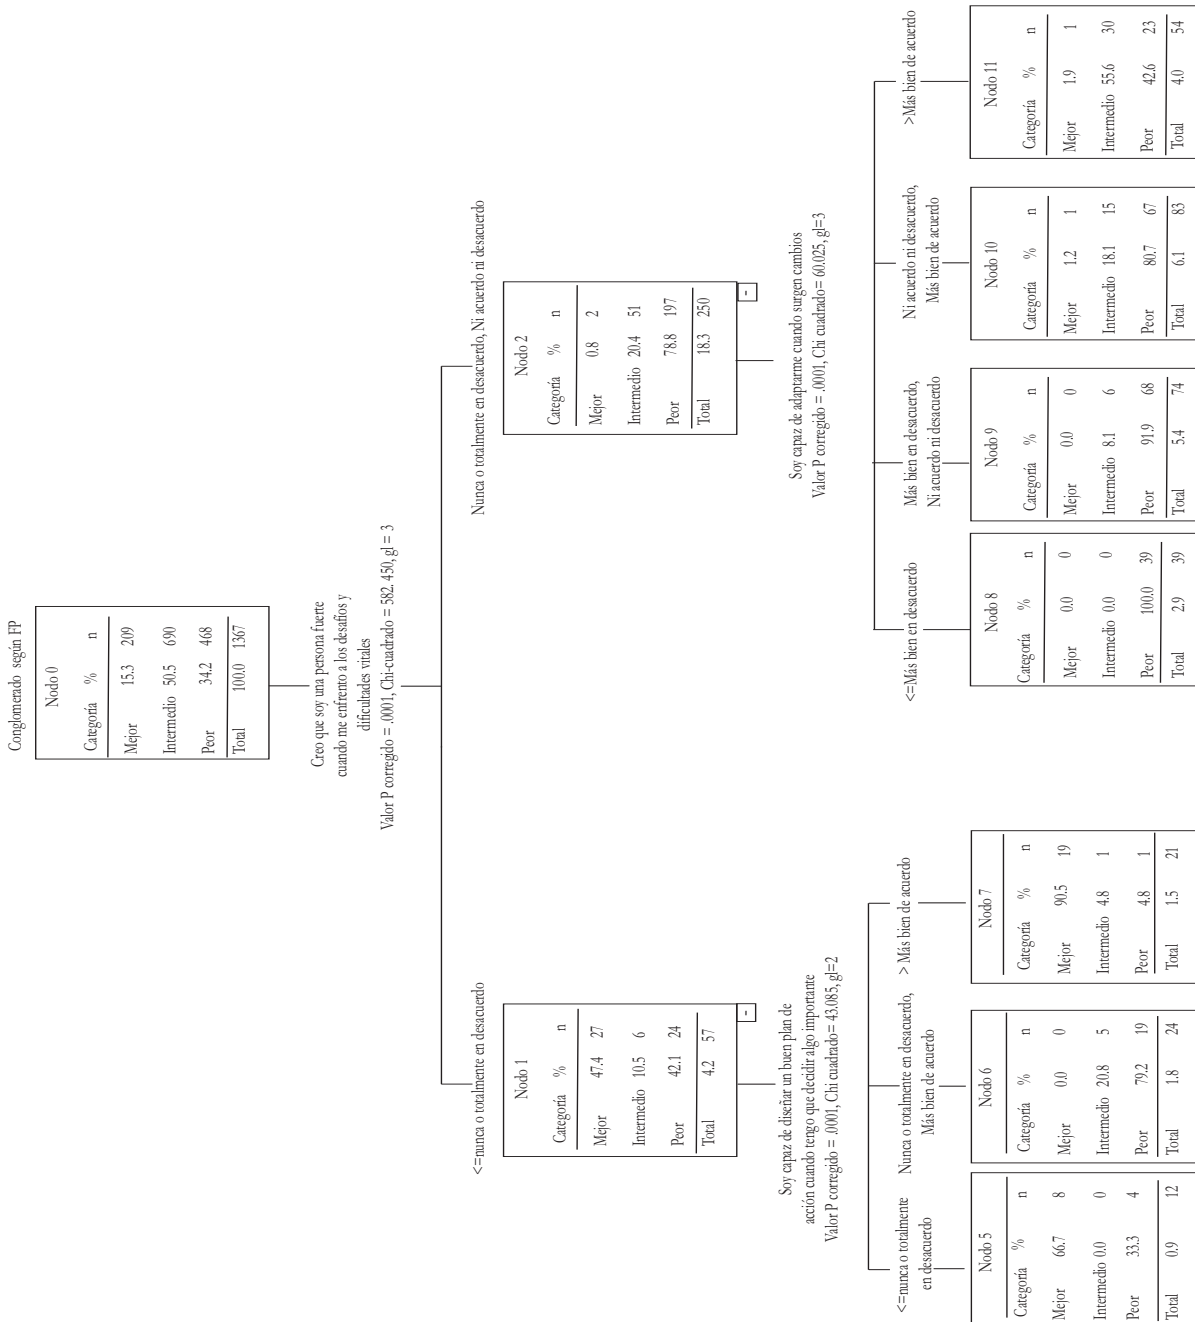 Conglomerado según FP
Nodo 0
Categoría % n
Mejor 15.3 209
Intermedio 50.5 690
Peor 34.2 468
Total 100.0 1367
Creo que soy una persona fuerte
cuando me enfrento a los desafíos y
dificultades vitales
Valor P corregido = .0001, Chi-cuadrado = 582. 450, gl = 3
<=nunca o totalmente en desacuerdo
Nodo 1
Categoría % n
Mejor 47.4 27
Intermedio 10.5 6
Peor 42.1 24
Total 4.2 57
-
Nunca o totalmente en desacuerdo, Ni acuerdo ni desacuerdo
Nodo 2
Categoría % n
Mejor 0.8 2
Intermedio 20.4 51
Peor 78.8 197
Total 18.3 250
-
Soy capaz de diseñar un buen plan de
acción cuando tengo que decidir algo importante
Valor P corregido = .0001, Chi cuadrado= 43.085, gl=2
Soy capaz de adaptarme cuando surgen cambios
Valor P corregido = .0001, Chi cuadrado= 60.025, gl=3
<=nunca o totalmente
en desacuerdo
Nodo 5
Categoría % n
Mejor 66.7 8
Intermedio 0.0 0
Peor 33.3 4
Total 0.9 12
Nunca o totalmente en desacuerdo,
Más bien de acuerdo
Nodo 6
Categoría % n
Mejor 0.0 0
Intermedio 20.8 5
Peor 79.2 19
Total 1.8 24
> Más bien de acuerdo
Nodo 7
Categoría % n
Mejor 90.5 19
Intermedio 4.8 1
Peor 4.8 1
Total 1.5 21
<=Más bien en desacuerdo
Nodo 8
Categoría % n
Mejor 0.0 0
Intermedio 0.0 0
Peor 100.0 39
Total 2.9 39
Más bien en desacuerdo,
Ni acuerdo ni desacuerdo
Nodo 9
Categoría % n
Mejor 0.0 0
Intermedio 8.1 6
Peor 91.9 68
Total 5.4 74
Ni acuerdo ni desacuerdo,
Más bien de acuerdo
Nodo 10
Categoría % n
Mejor 1.2 1
Intermedio 18.1 15
Peor 80.7 67
Total 6.1 83
>Más bien de acuerdo
Nodo 11
Categoría % n
Mejor 1.9 1
Intermedio 55.6 30
Peor 42.6 23
Total 4.0 54